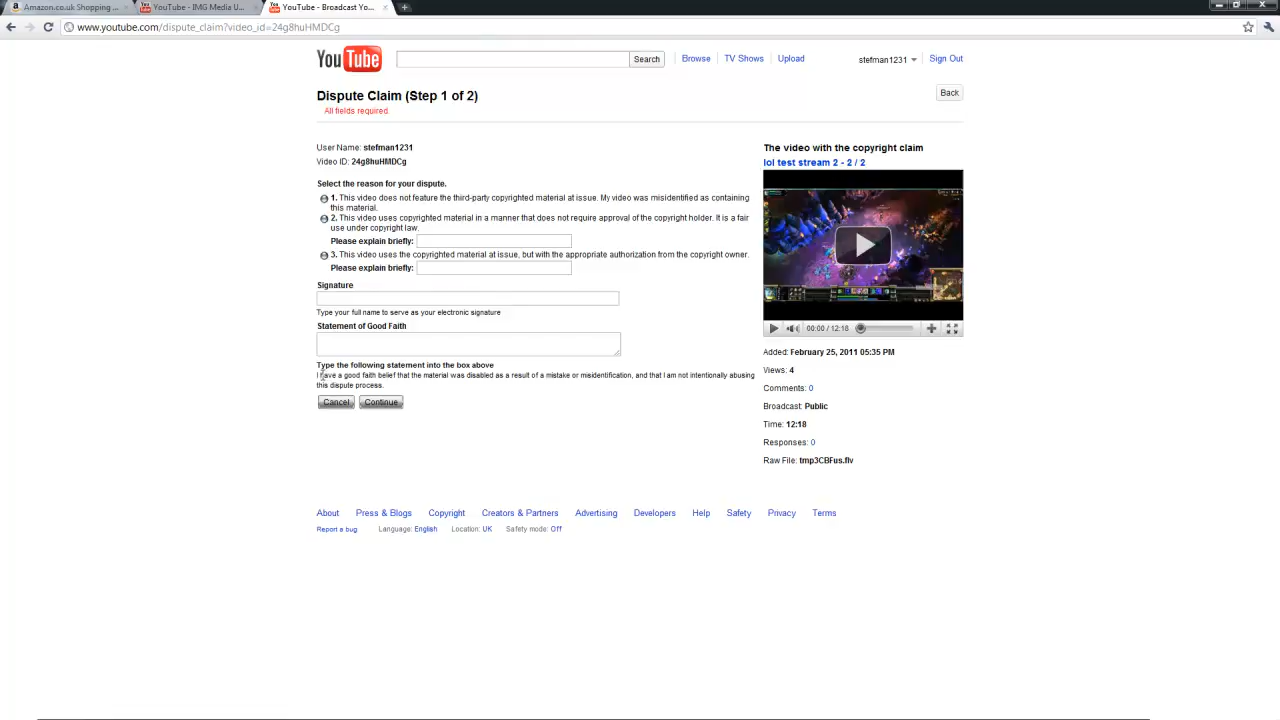 Amazon.co.uk Shopping ...
YouTube - IMG Media U...
YouTube - Broadcast Yo...
www.youtube.com/dispute_claim?video_id=24g8huHMDCg
YouTube
Search
Browse
TV Shows
Upload
stefman1231
Sign Out
Dispute Claim (Step 1 of 2)
Back
All fields required
User Name: stefman1231
Video ID: 24g8huHMDCg
Select the reason for your dispute.
1. This video does not feature the third-party copyrighted material at issue. My video was misidentified as containing
this material.
2. This video uses copyrighted material in a manner that does not require approval of the copyright holder. It is a fair
use under copyright law.
Please explain briefly:
3. This video uses the copyrighted material at issue, but with the appropriate authorization from the copyright owner.
Please explain briefly:
Signature
Type your full name to serve as your electronic signature
Statement of Good Faith
Type the following statement into the box above
I have a good faith belief that the material was disabled as a result of a mistake or misidentification, and that I am not intentionally abusing
this dispute process.
Cancel
Continue
The video with the copyright claim
lol test stream 2 - 2 / 2
00:00 / 12:18
Added: February 25, 2011 05:35 PM
Views: 4
Comments: 0
Broadcast: Public
Time: 12:18
Responses: 0
Raw File: tmp3CBFus.flv
About
Press & Blogs
Copyright
Creators & Partners
Advertising
Developers
Help
Safety
Privacy
Terms
Report a bug
Language: English
Location: UK
Safety mode: Off